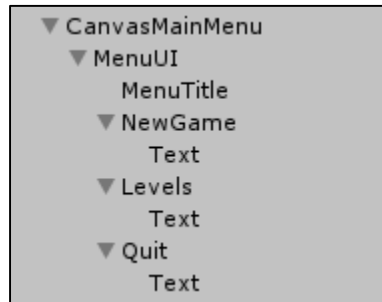 CanvasMainMenu
MenuUI
MenuTitle
NewGame
Text
Levels
Text
Quit
Text